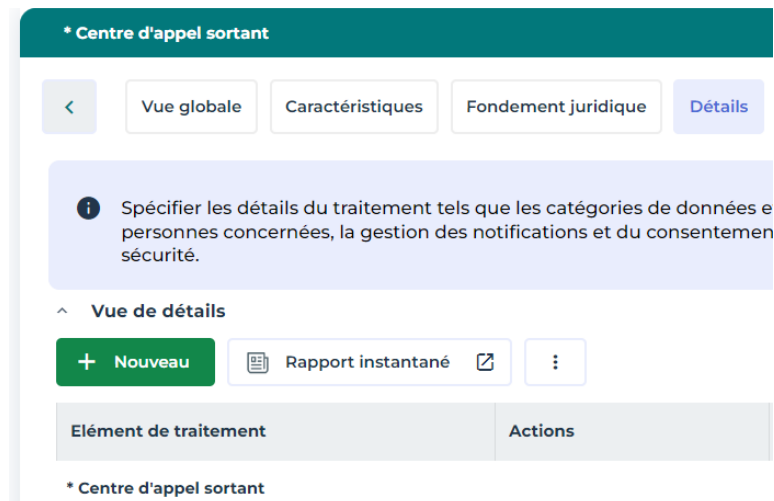 * Centre d'appel sortant
Vue globale
Caractéristiques
Fondement juridique
Détails
Spécifier les détails du traitement tels que les catégories de données e
personnes concernées, la gestion des notifications et du consentemen
sécurité.
Vue de détails
+ Nouveau
Rapport instantané
Elément de traitement
Actions
* Centre d'appel sortant